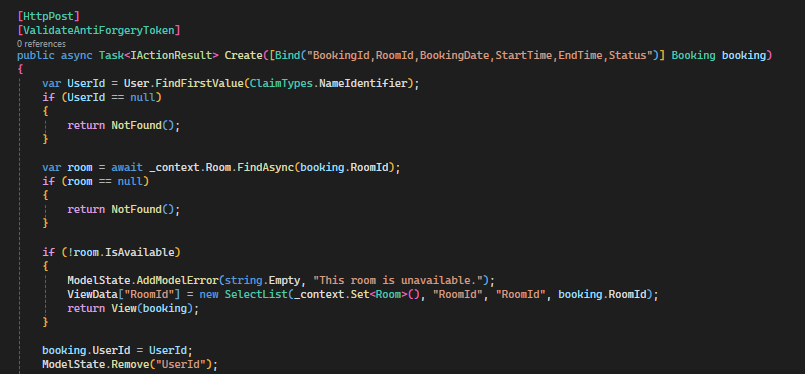 [HttpPost]
[ValidateAntiForgeryToken]
0 references
public async Task<IActionResult> Create([Bind("BookingId,RoomId,BookingDate,StartTime,EndTime,Status")] Booking booking)
{
var UserId = User.FindFirstValue(ClaimTypes.NameIdentifier);
if (UserId == null)
{
return NotFound();
}
var room = await _context.Room.FindAsync(booking.RoomId);
if (room == null)
{
return NotFound();
}
if (!room.IsAvailable)
{
ModelState.AddModelError(string.Empty, "This room is unavailable.");
ViewData["RoomId"] = new SelectList(_context.Set<Room>(), "RoomId", "RoomId", booking.RoomId);
return View(booking);
}
booking.UserId = UserId;
ModelState.Remove("UserId");